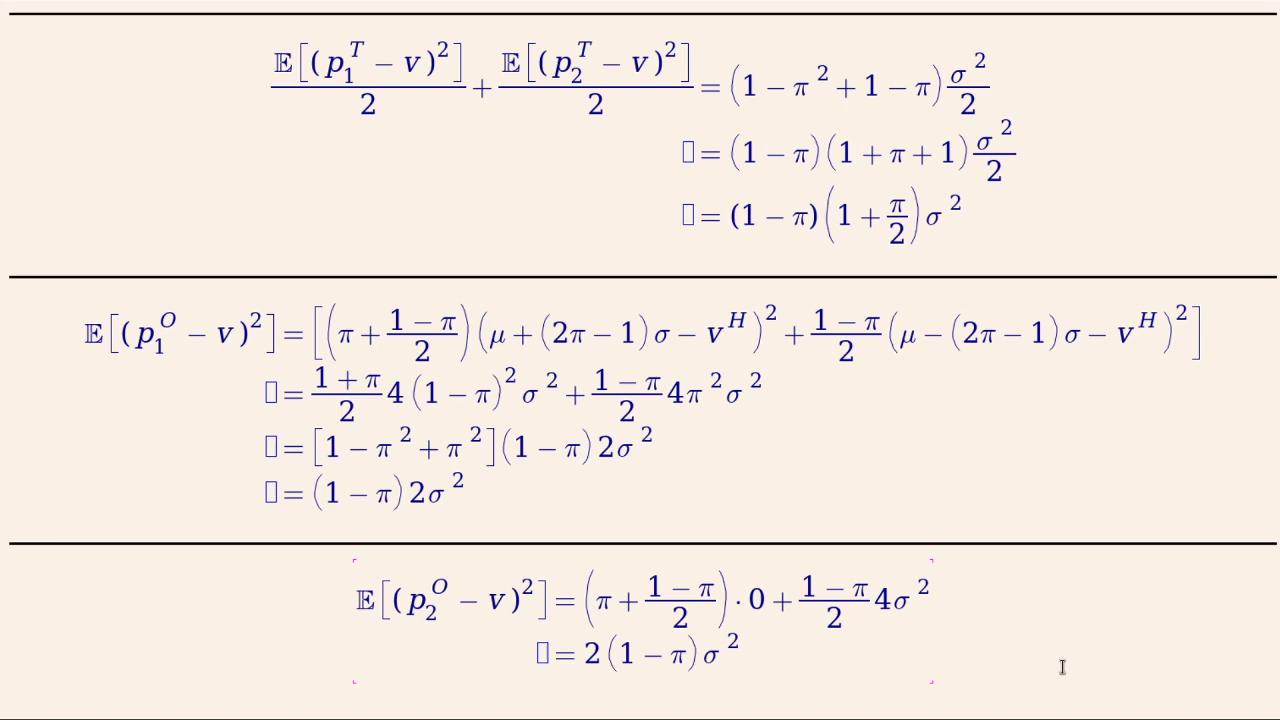 𝔼[(p₁ᵀ − v)²]/2 + 𝔼[(p₂ᵀ − v)²]/2 = (1 − π² + 1 − π) σ²/2
▯= (1 − π)(1 + π + 1) σ²/2
▯= (1 − π)(1 + π/2) σ²
𝔼[(p₁ᴼ − v)²] = [(π + (1 − π)/2)(μ + (2π − 1)σ − vᴴ)² + (1 − π)/2 (μ − (2π − 1)σ − vᴴ)²]
▯= (1 + π)/2 4(1 − π)² σ² + (1 − π)/2 4π²σ²
▯= [1 − π² + π²](1 − π)2σ²
▯= (1 − π)2σ²
𝔼[(p₂ᴼ − v)²] = (π + (1 − π)/2) · 0 + (1 − π)/2 4σ²
▯= 2(1 − π)σ²